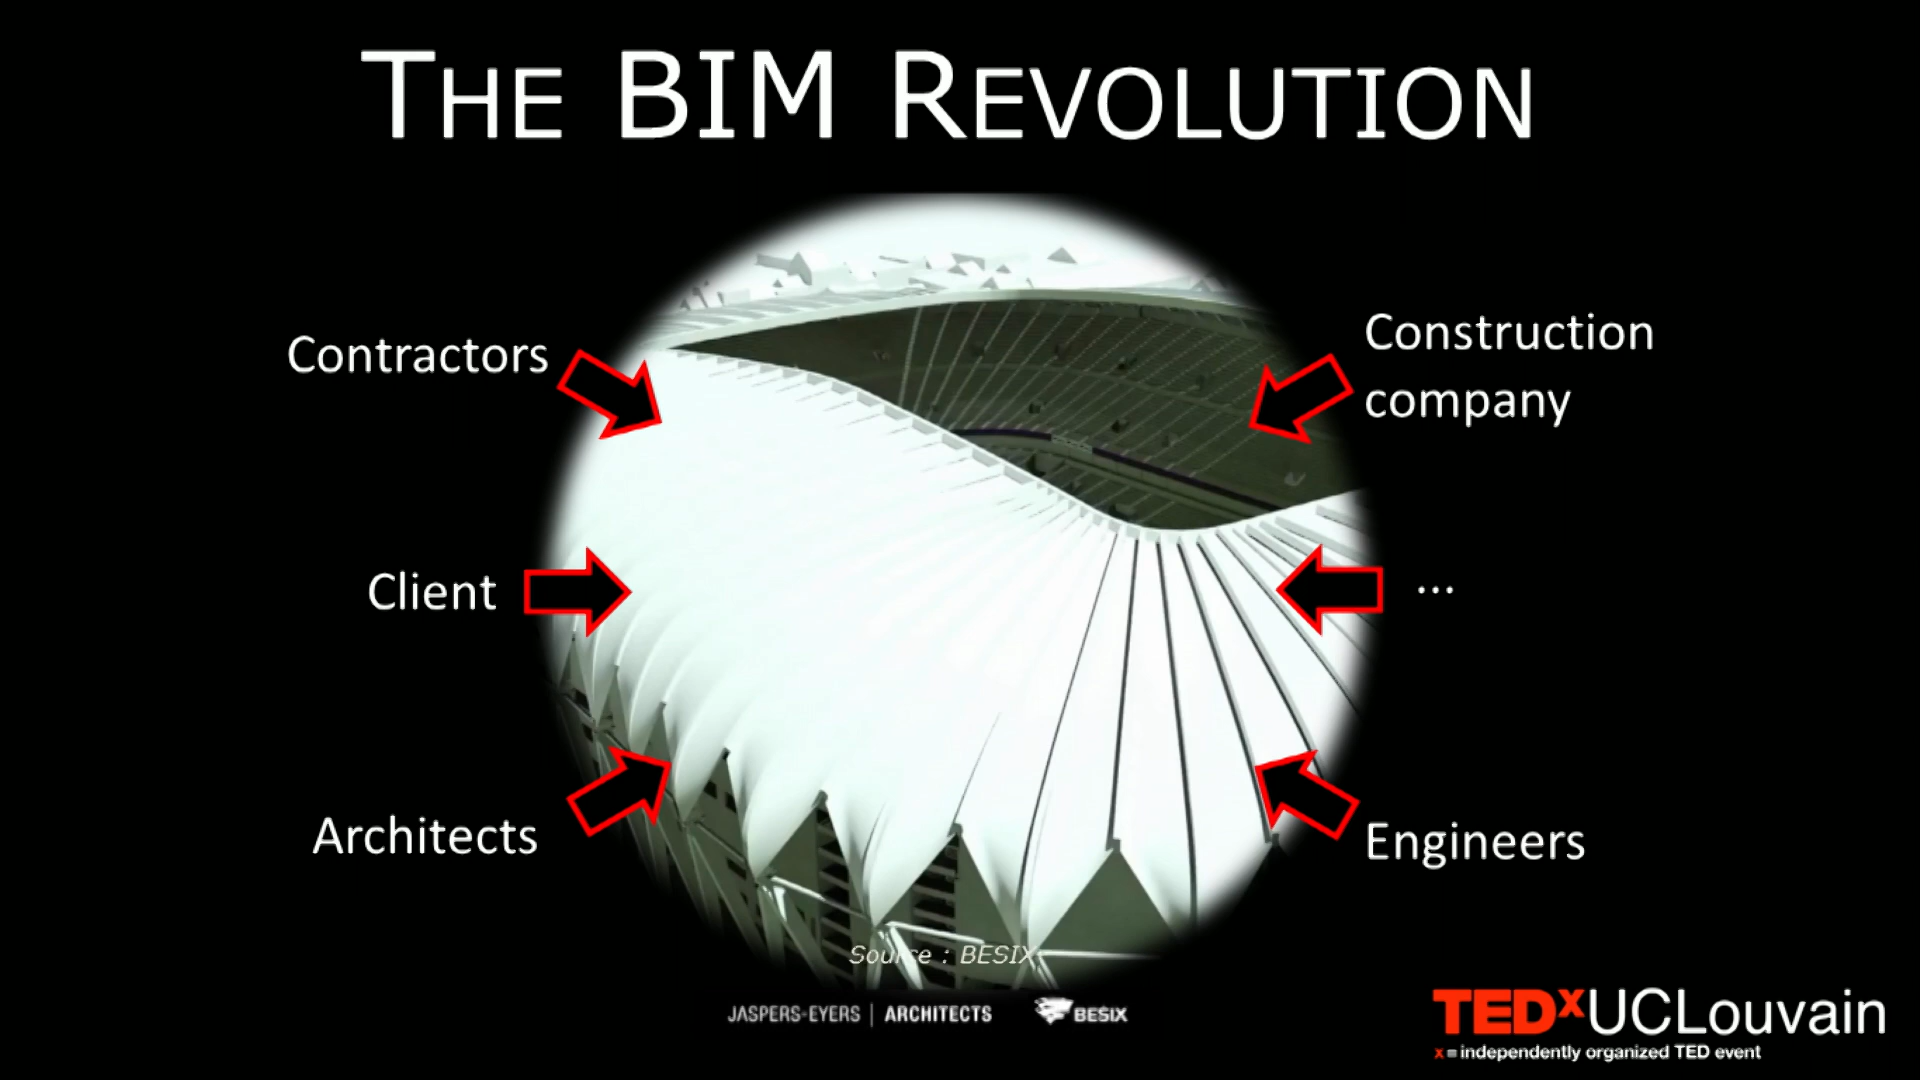 THE BIM REVOLUTION
Contractors
Construction
company
Client
...
Architects
Engineers
Source : BESIX
JASPERS-EYERS | ARCHITECTS
BESIX
TEDxUCLouvain
x = independently organized TED event